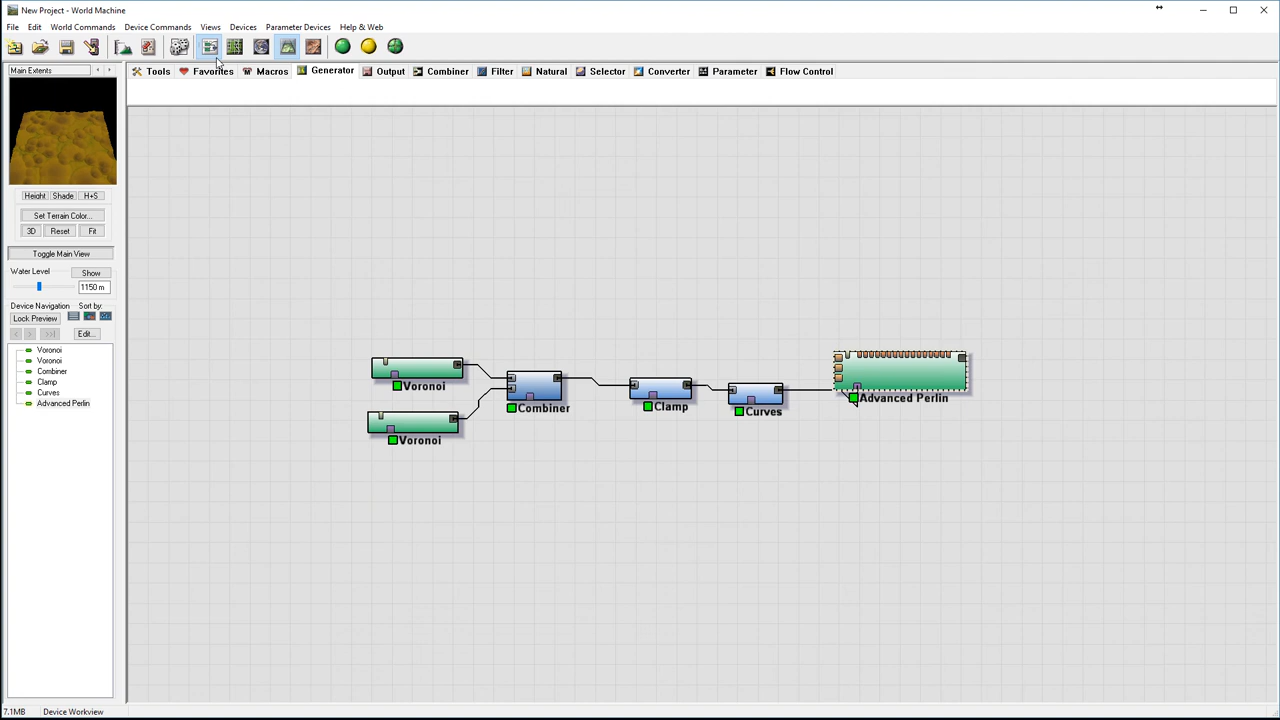 New Project - World Machine
File Edit World Commands Device Commands Views Devices Parameter Devices Help & Web
Main Extents
Tools Favorites Macros Generator Output Combiner Filter Natural Selector Converter Parameter Flow Control
Height Shade H+S
Set Terrain Color...
3D Reset Fit
Toggle Main View
Water Level Show
1150 m
Device Navigation Sort by:
Lock Preview
Edit...
Voronoi
Voronoi
Combiner
Clamp
Curves
Advanced Perlin
Voronoi
Voronoi
Combiner
Clamp
Curves
Advanced Perlin
7.1MB Device Workview